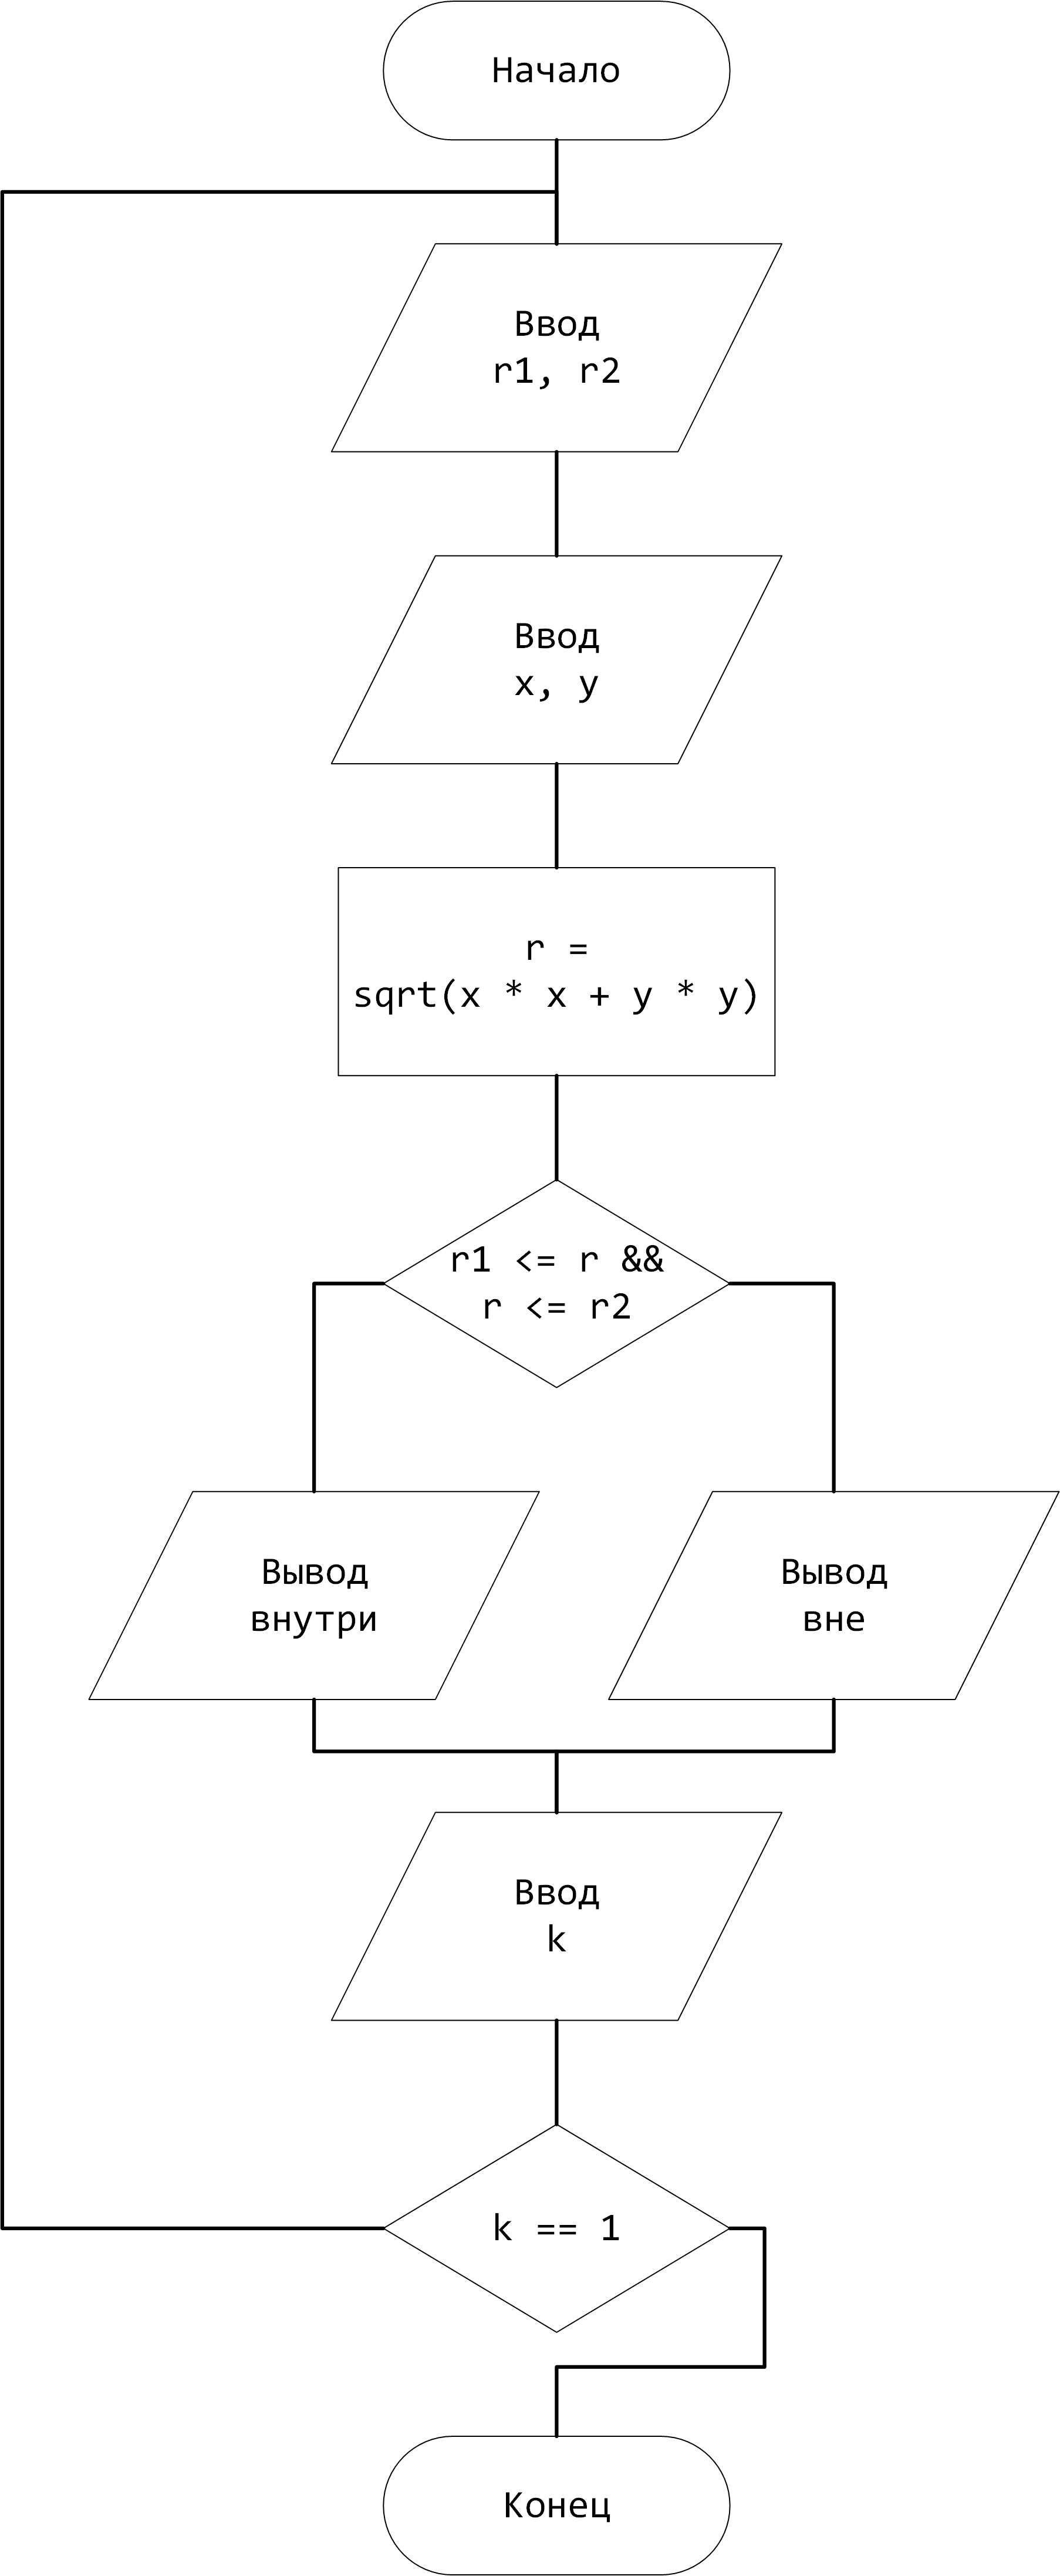 Начало
Ввод
r1, r2
Ввод
x, y
r =
sqrt(x * x + y * y)
r1 <= r &&
r <= r2
Вывод
внутри
Вывод
вне
Ввод
k
k == 1
Конец